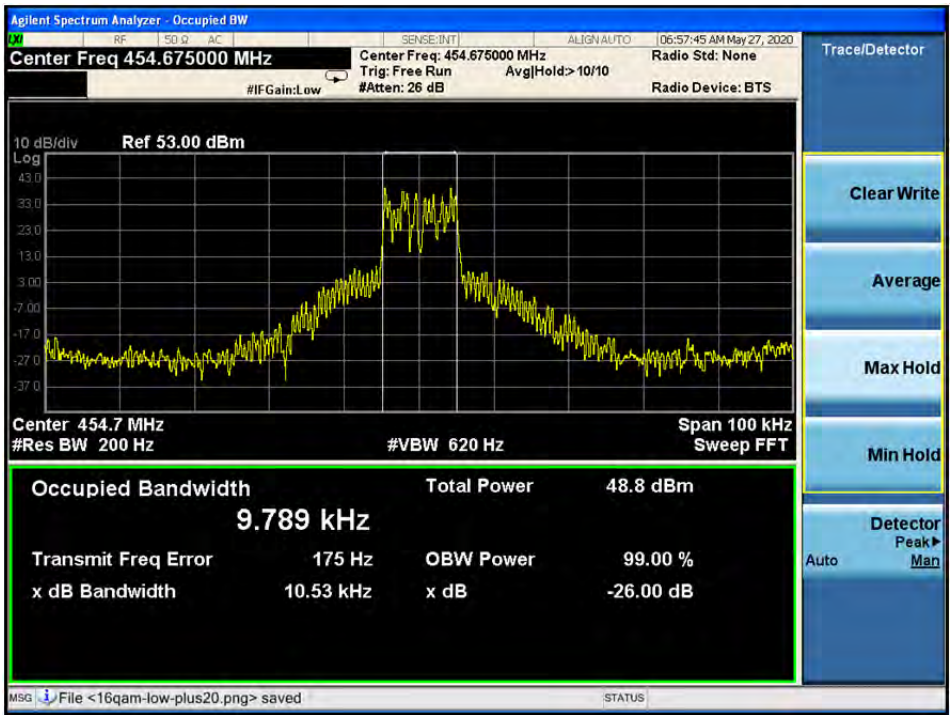 Agilent Spectrum Analyzer - Occupied BW
LXI RF 50 Ω AC SENSE:INT ALIGN AUTO 06:57:45 AM May 27, 2020
Center Freq 454.675000 MHz
Center Freq: 454.675000 MHz
Radio Std: None
Trig: Free Run Avg|Hold:>10/10
#IFGain:Low #Atten: 26 dB Radio Device: BTS
Trace/Detector
10 dB/div Ref 53.00 dBm
Log
43.0
33.0
23.0
13.0
3.00
-7.00
-17.0
-27.0
-37.0
Center 454.7 MHz Span 100 kHz
#Res BW 200 Hz #VBW 620 Hz Sweep FFT
Occupied Bandwidth Total Power 48.8 dBm
9.789 kHz
Transmit Freq Error 175 Hz OBW Power 99.00 %
x dB Bandwidth 10.53 kHz x dB -26.00 dB
Clear Write
Average
Max Hold
Min Hold
Detector
Peak▶
Auto Man
MSG File <16qam-low-plus20.png> saved STATUS